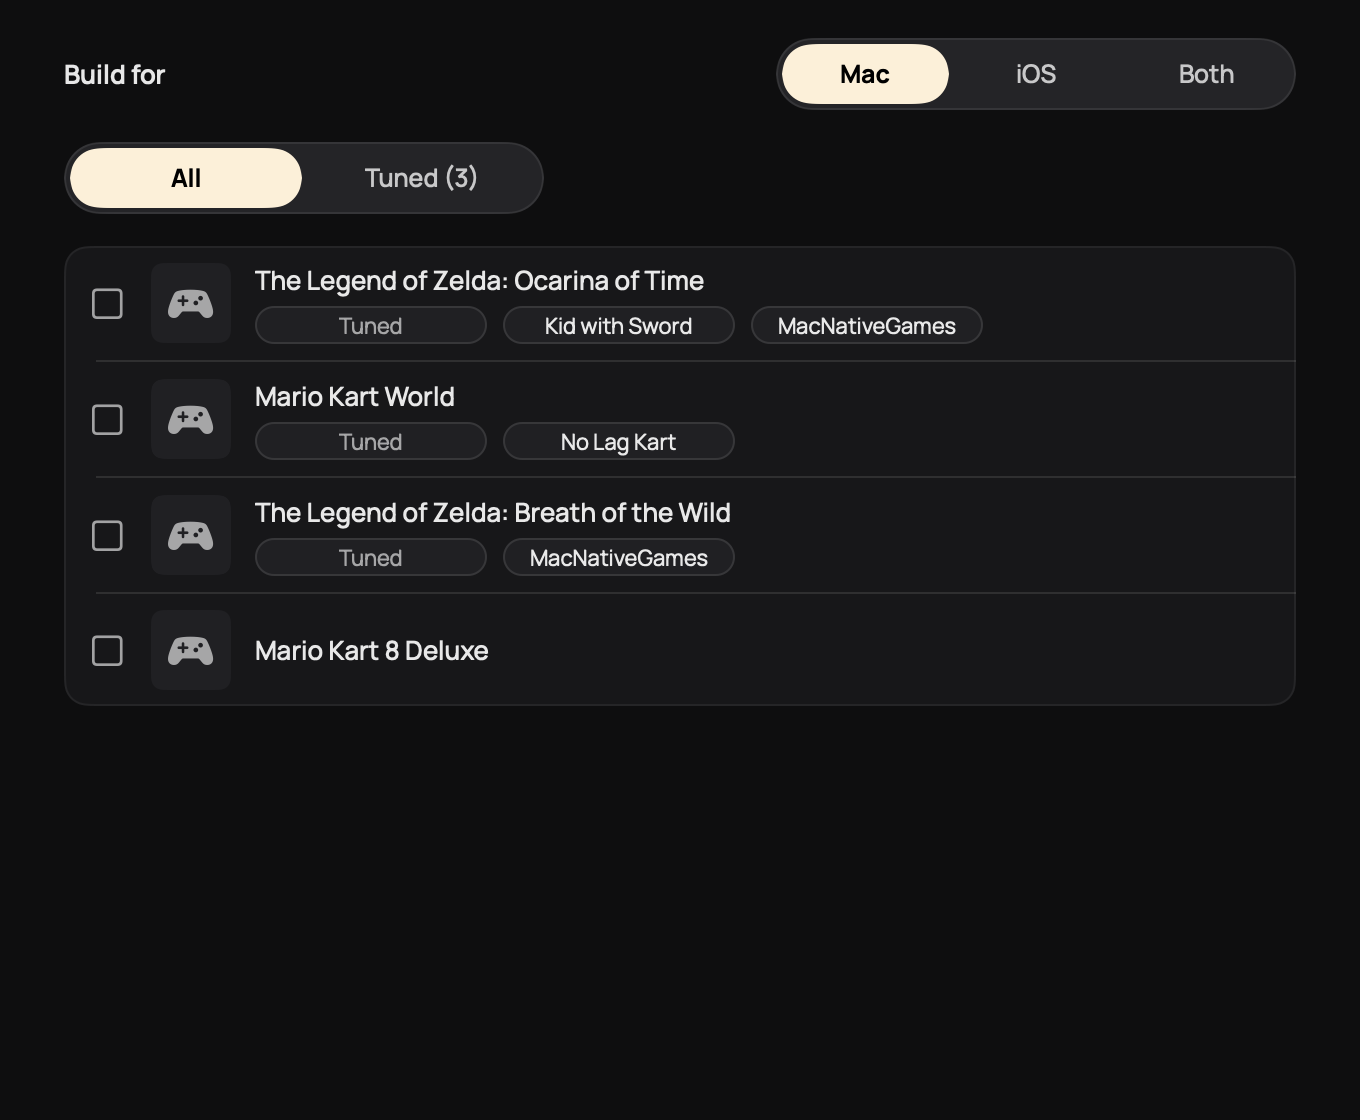 Build for
Mac iOS Both
All Tuned (3)
The Legend of Zelda: Ocarina of Time
Tuned Kid with Sword MacNativeGames
Mario Kart World
Tuned No Lag Kart
The Legend of Zelda: Breath of the Wild
Tuned MacNativeGames
Mario Kart 8 Deluxe